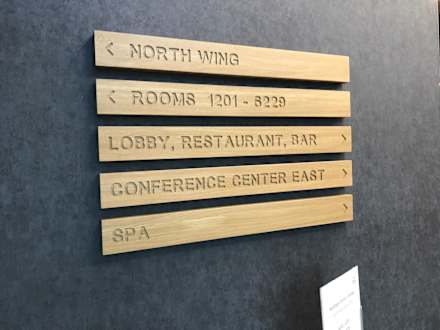 < NORTH WING
< ROOMS 1201 - 6229
LOBBY, RESTAURANT, BAR >
CONFERENCE CENTER EAST >
SPA >